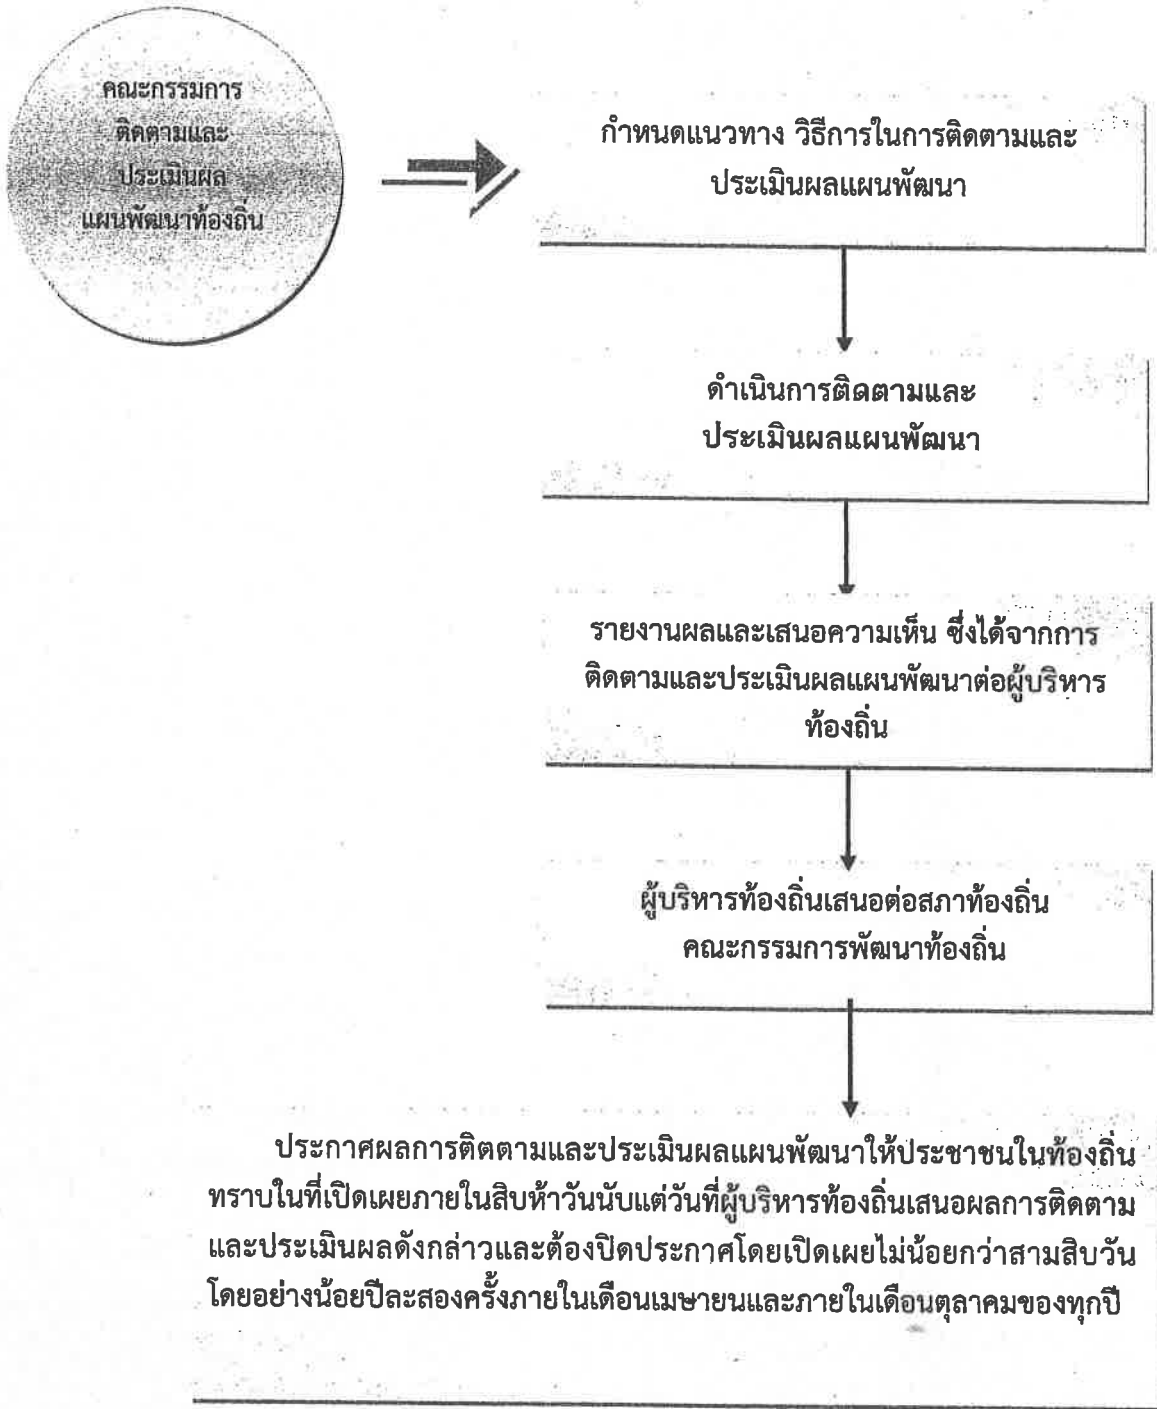 คณะกรรมการ
ติดตามและ
ประเมินผล
แผนพัฒนาท้องถิ่น
กำหนดแนวทาง วิธีการในการติดตามและ
ประเมินผลแผนพัฒนา
ดำเนินการติดตามและ
ประเมินผลแผนพัฒนา
รายงานผลและเสนอความเห็น ซึ่งได้จากการ
ติดตามและประเมินผลแผนพัฒนาต่อผู้บริหาร
ท้องถิ่น
ผู้บริหารท้องถิ่นเสนอต่อสภาท้องถิ่น
คณะกรรมการพัฒนาท้องถิ่น
ประกาศผลการติตตามและประเมินผลแผนพัฒนาให้ประชาชนในท้องถิ่น
ทราบในที่เปิดเผยภายในสิบห้าวันนับแต่วันที่ผู้บริหารท้องถิ่นเสนอผลการติดตาม
และประเมินผลดังกล่าวและต้องปิดประกาศโดยเปิดเผยไม่น้อยกว่าสามสิบวัน
โดยอย่างน้อยปีละสองครั้งภายในเดือนเมษายนและภายในเดือนตุลาคมของทุกปี